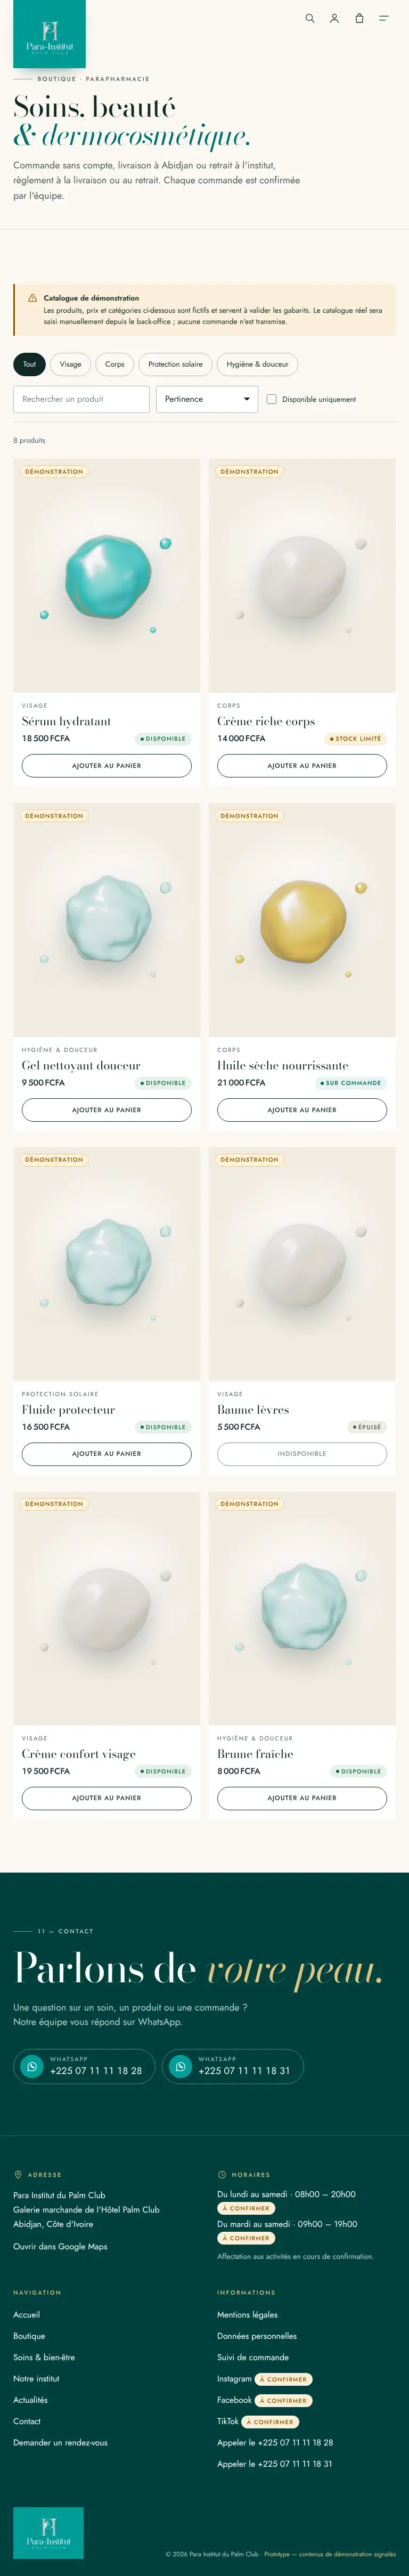 Para-Institut
PALM CLUB
BOUTIQUE · PARAPHARMACIE
Soins, beauté
& dermocosmétique.
Commande sans compte, livraison à Abidjan ou retrait à l'institut,
règlement à la livraison ou au retrait. Chaque commande est confirmée
par l'équipe.
Catalogue de démonstration
Les produits, prix et catégories ci-dessous sont fictifs et servent à valider les gabarits. Le catalogue réel sera
saisi manuellement depuis le back-office ; aucune commande n'est transmise.
Tout Visage Corps Protection solaire Hygiène & douceur
Rechercher un produit Pertinence Disponible uniquement
8 produits
DÉMONSTRATION
VISAGE
Sérum hydratant
18 500 FCFA DISPONIBLE
AJOUTER AU PANIER
DÉMONSTRATION
CORPS
Crème riche corps
14 000 FCFA STOCK LIMITÉ
AJOUTER AU PANIER
DÉMONSTRATION
HYGIÈNE & DOUCEUR
Gel nettoyant douceur
9 500 FCFA DISPONIBLE
AJOUTER AU PANIER
DÉMONSTRATION
CORPS
Huile sèche nourrissante
21 000 FCFA SUR COMMANDE
AJOUTER AU PANIER
DÉMONSTRATION
PROTECTION SOLAIRE
Fluide protecteur
16 500 FCFA DISPONIBLE
AJOUTER AU PANIER
DÉMONSTRATION
VISAGE
Baume lèvres
5 500 FCFA ÉPUISÉ
INDISPONIBLE
DÉMONSTRATION
VISAGE
Crème confort visage
19 500 FCFA DISPONIBLE
AJOUTER AU PANIER
DÉMONSTRATION
HYGIÈNE & DOUCEUR
Brume fraîche
8 000 FCFA DISPONIBLE
AJOUTER AU PANIER
11 — CONTACT
Parlons de votre peau.
Une question sur un soin, un produit ou une commande ?
Notre équipe vous répond sur WhatsApp.
WHATSAPP
+225 07 11 11 18 28
WHATSAPP
+225 07 11 11 18 31
ADRESSE
Para Institut du Palm Club
Galerie marchande de l'Hôtel Palm Club
Abidjan, Côte d'Ivoire
Ouvrir dans Google Maps
HORAIRES
Du lundi au samedi · 08h00 – 20h00
À CONFIRMER
Du mardi au samedi · 09h00 – 19h00
À CONFIRMER
Affectation aux activités en cours de confirmation.
NAVIGATION
Accueil
Boutique
Soins & bien-être
Notre institut
Actualités
Contact
Demander un rendez-vous
INFORMATIONS
Mentions légales
Données personnelles
Suivi de commande
Instagram À CONFIRMER
Facebook À CONFIRMER
TikTok À CONFIRMER
Appeler le +225 07 11 11 18 28
Appeler le +225 07 11 11 18 31
Para-Institut
PALM CLUB
© 2026 Para Institut du Palm Club · Prototype — contenus de démonstration signalés